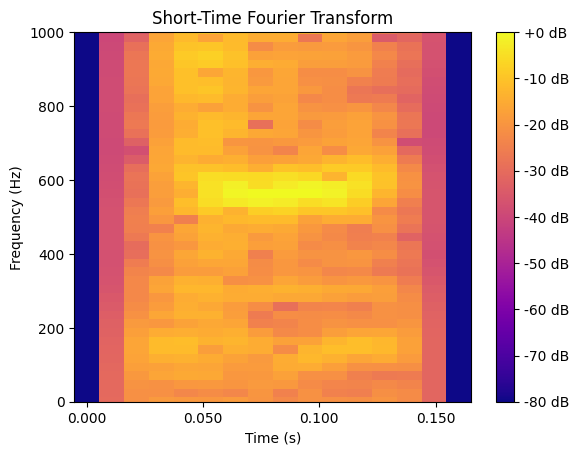 Short-Time Fourier Transform
Frequency (Hz)
1000
800
600
400
200
0
0.000
0.050
0.100
0.150
Time (s)
+0 dB
-10 dB
-20 dB
-30 dB
-40 dB
-50 dB
-60 dB
-70 dB
-80 dB